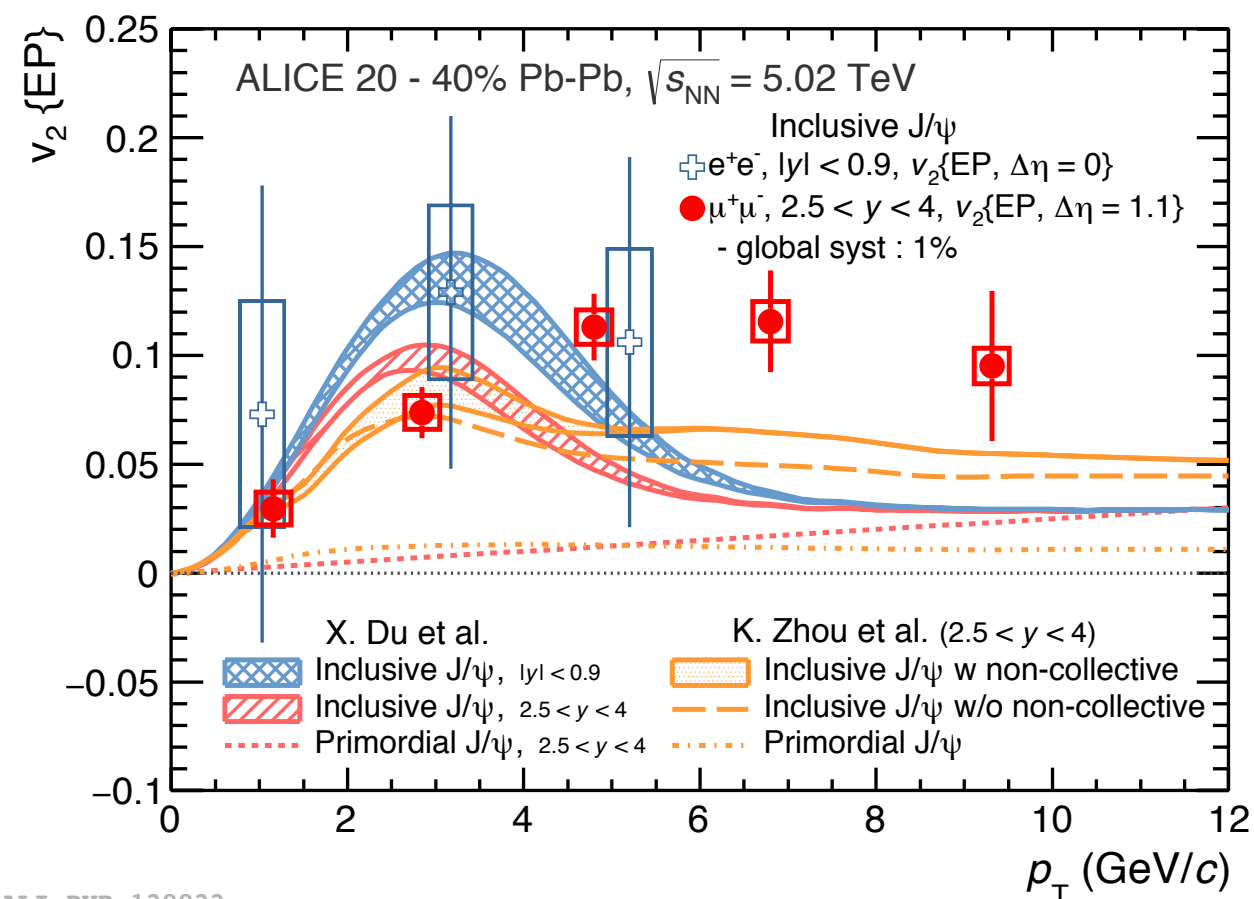 v₂ {EP}
0.25
0.2
0.15
0.1
0.05
0
−0.05
−0.1
ALICE 20 - 40% Pb-Pb, √sNN = 5.02 TeV
Inclusive J/ψ
e⁺e⁻, |y| < 0.9, v₂{EP, Δη = 0}
μ⁺μ⁻, 2.5 < y < 4, v₂{EP, Δη = 1.1}
- global syst : 1%
X. Du et al.
Inclusive J/ψ, |y| < 0.9
Inclusive J/ψ, 2.5 < y < 4
Primordial J/ψ, 2.5 < y < 4
K. Zhou et al. (2.5 < y < 4)
Inclusive J/ψ w non-collective
Inclusive J/ψ w/o non-collective
Primordial J/ψ
0 2 4 6 8 10 12
p_T (GeV/c)